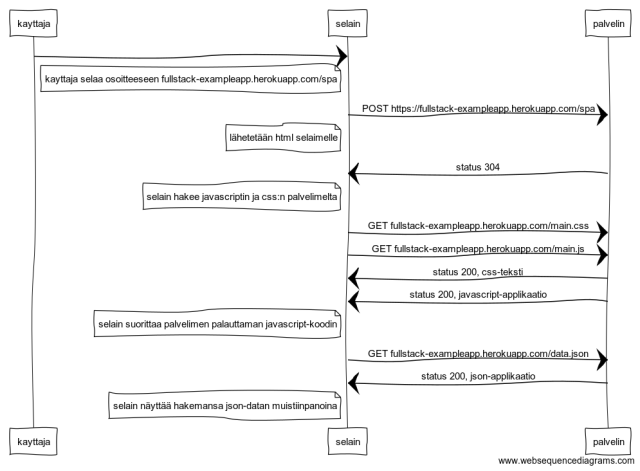 kayttaja selain palvelin
kayttaja selaa osoitteeseen fullstack-exampleapp.herokuapp.com/spa
POST https://fullstack-exampleapp.herokuapp.com/spa
lähetetään html selaimelle
status 304
selain hakee javascriptin ja css:n palvelimelta
GET fullstack-exampleapp.herokuapp.com/main.css
GET fullstack-exampleapp.herokuapp.com/main.js
status 200, css-teksti
status 200, javascript-applikaatio
selain suorittaa palvelimen palauttaman javascript-koodin
GET fullstack-exampleapp.herokuapp.com/data.json
status 200, json-applikaatio
selain näyttää hakemansa json-datan muistiinpanoina
kayttaja selain palvelin
www.websequencediagrams.com